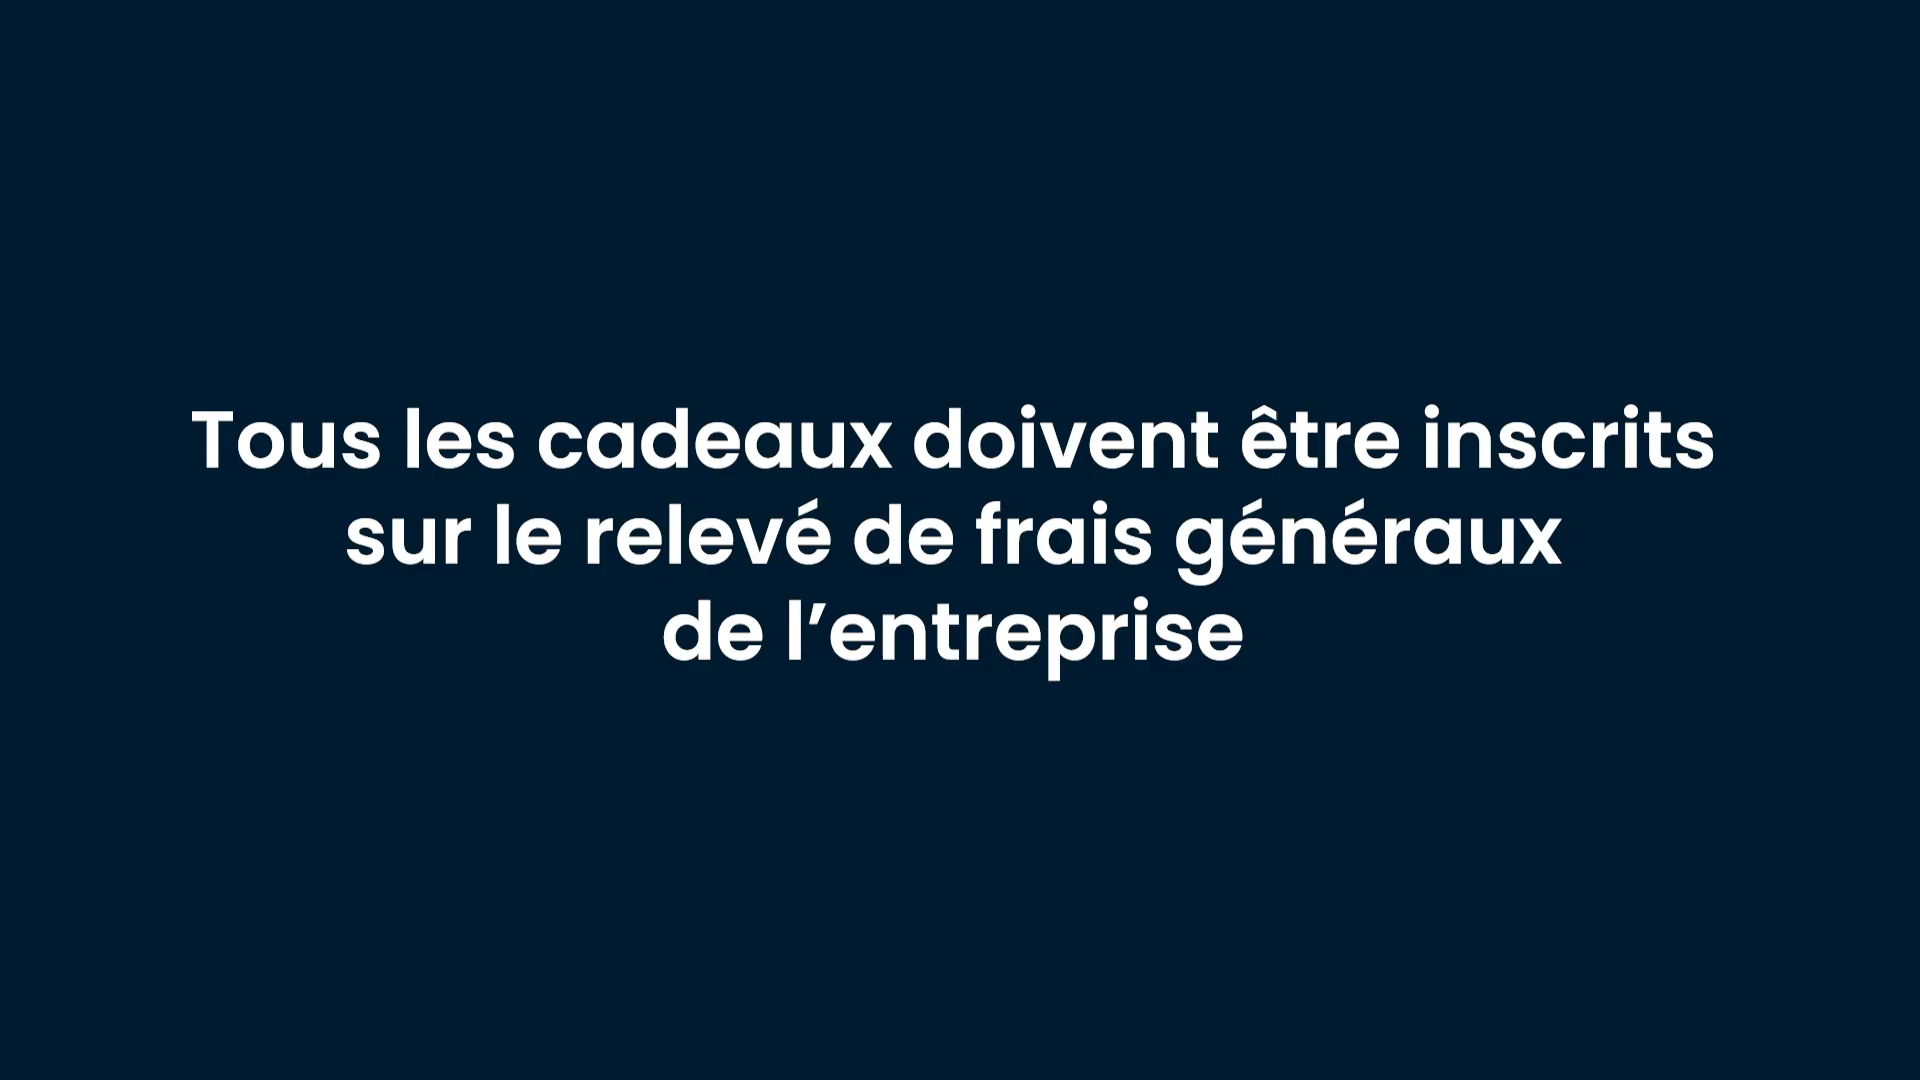 Tous les cadeaux doivent être inscrits
sur le relevé de frais généraux
de l’entreprise